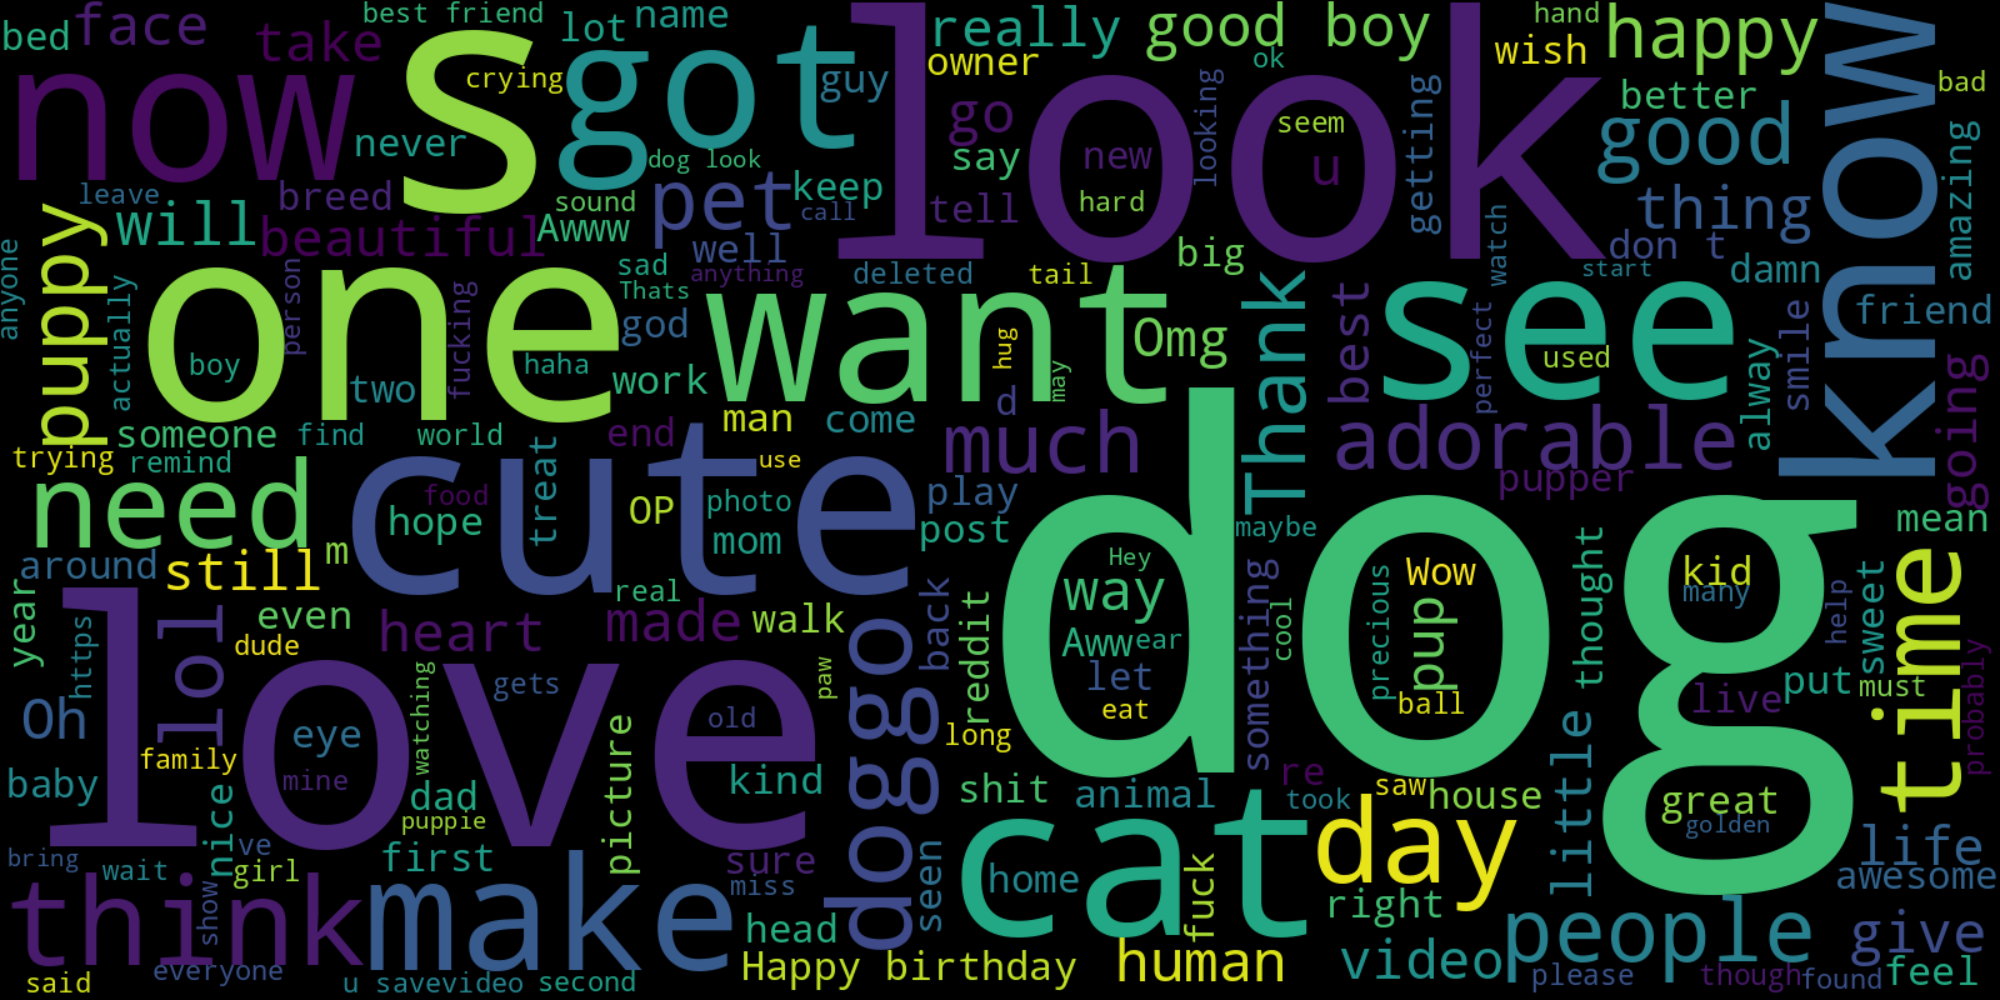 bed
face
take
best friend
lot
name
really
good boy
ok
hand
happy
now
s
crying
got
guy
owner
look
wish
know
bad
never
go
looking
seem
getting
better
good
amazing
dog look
say
new
u
leave
breed
sound
pet
keep
call
tell
hard
thing
puppy
will
beautiful
Awww
well
big
watch
don t
anyone
actually
person
sad
anything
deleted
tail
Thank
start
damn
Thats
one
fucking
god
want
Omg
best
see
perfect
smile
friend
boy
haha
hug
used
two
work
may
alway
going
someone
find
world
end
man
come
d
much
adorable
trying
remind
treat
use
pupper
need
cute
food
hope
OP
photo
play
dog
mean
m
mom
post
maybe
around
still
real
Hey
way
Wow
kid
many
time
year
even
heart
made
walk
doggo
back
reddit
Aww
ear
something
cool
precious
pup
thought
help
sweet
https
lol
dude
love
gets
paw
let
eat
ball
live
put
must
probably
Oh
eye
watching
picture
old
long
little
family
mine
baby
nice
dad
kind
shit
animal
re
took
saw
house
great
golden
puppie
cat
day
bring
wait
ve
girl
first
sure
miss
seen
home
fuck
right
life
awesome
think
show
make
head
people
give
said
everyone
u savevideo
second
Happy birthday
human
video
please
though
found
feel